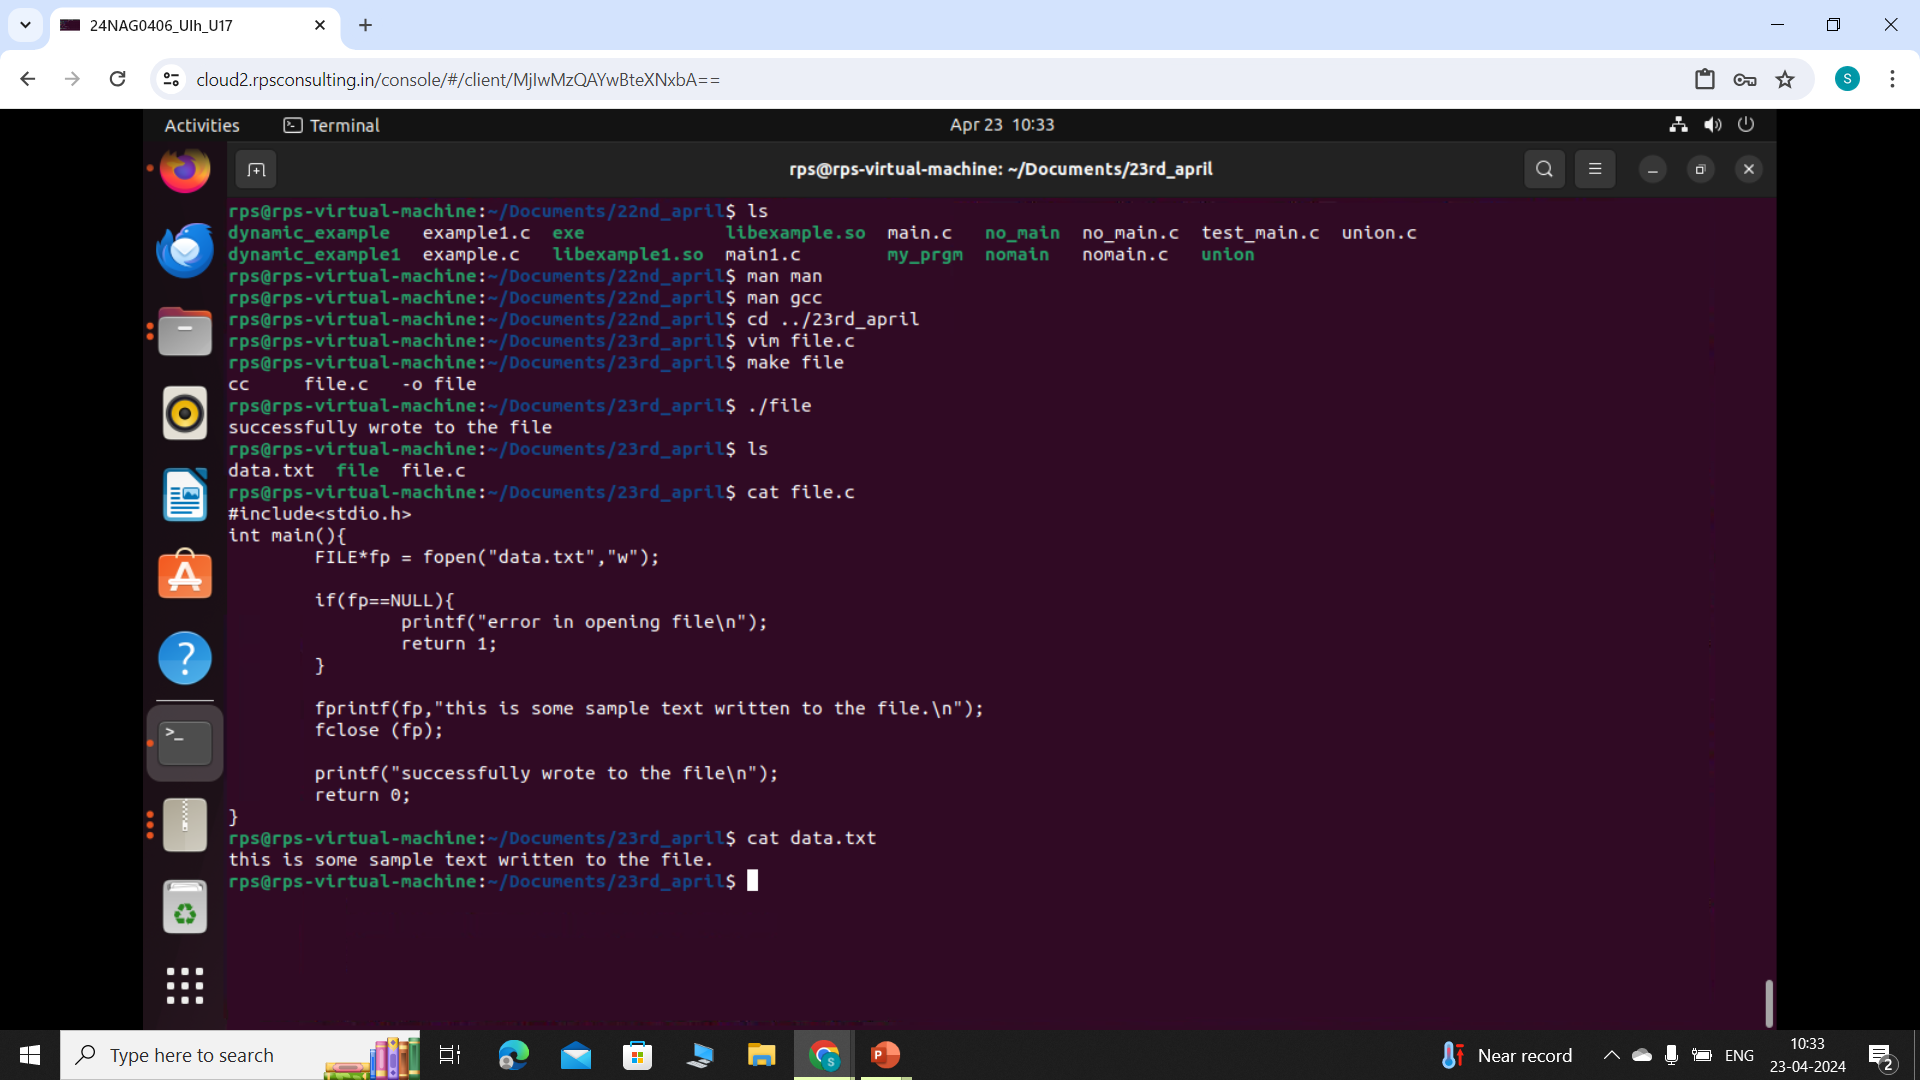 24NAG0406_Ulh_U17
cloud2.rpsconsulting.in/console/#/client/MjIwMzQAYwBteXNxbA==
S
Activities Terminal Apr 23 10:33
rps@rps-virtual-machine: ~/Documents/23rd_april
rps@rps-virtual-machine:~/Documents/22nd_april$ ls
dynamic_example example1.c exe libexample.so main.c no_main no_main.c test_main.c union.c
dynamic_example1 example.c libexample1.so main1.c my_prgm nomain nomain.c union
rps@rps-virtual-machine:~/Documents/22nd_april$ man man
rps@rps-virtual-machine:~/Documents/22nd_april$ man gcc
rps@rps-virtual-machine:~/Documents/22nd_april$ cd ../23rd_april
rps@rps-virtual-machine:~/Documents/23rd_april$ vim file.c
rps@rps-virtual-machine:~/Documents/23rd_april$ make file
cc     file.c   -o file
rps@rps-virtual-machine:~/Documents/23rd_april$ ./file
successfully wrote to the file
rps@rps-virtual-machine:~/Documents/23rd_april$ ls
data.txt file file.c
rps@rps-virtual-machine:~/Documents/23rd_april$ cat file.c
#include<stdio.h>
int main(){
        FILE*fp = fopen("data.txt","w");
        if(fp==NULL){
                printf("error in opening file\n");
                return 1;
        }
        fprintf(fp,"this is some sample text written to the file.\n");
        fclose (fp);
        printf("successfully wrote to the file\n");
        return 0;
}
rps@rps-virtual-machine:~/Documents/23rd_april$ cat data.txt
this is some sample text written to the file.
rps@rps-virtual-machine:~/Documents/23rd_april$
Type here to search
Near record
ENG
10:33
23-04-2024
2